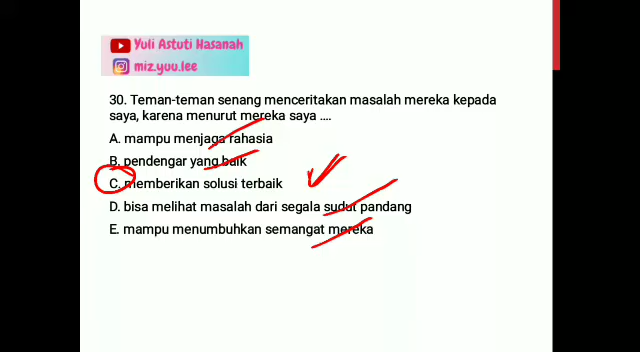 Yuli Astuti Hasanah
miz.yuu.lee
30. Teman-teman senang menceritakan masalah mereka kepada
saya, karena menurut mereka saya ....
A. mampu menjaga rahasia
B. pendengar yang baik
C. memberikan solusi terbaik
D. bisa melihat masalah dari segala sudut pandang
E. mampu menumbuhkan semangat mereka